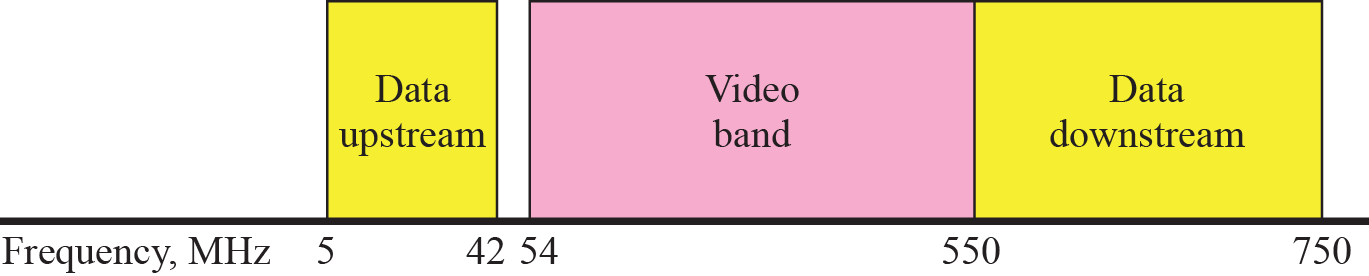 Data
upstream
Video
band
Data
downstream
Frequency, MHz 5 42 54 550 750